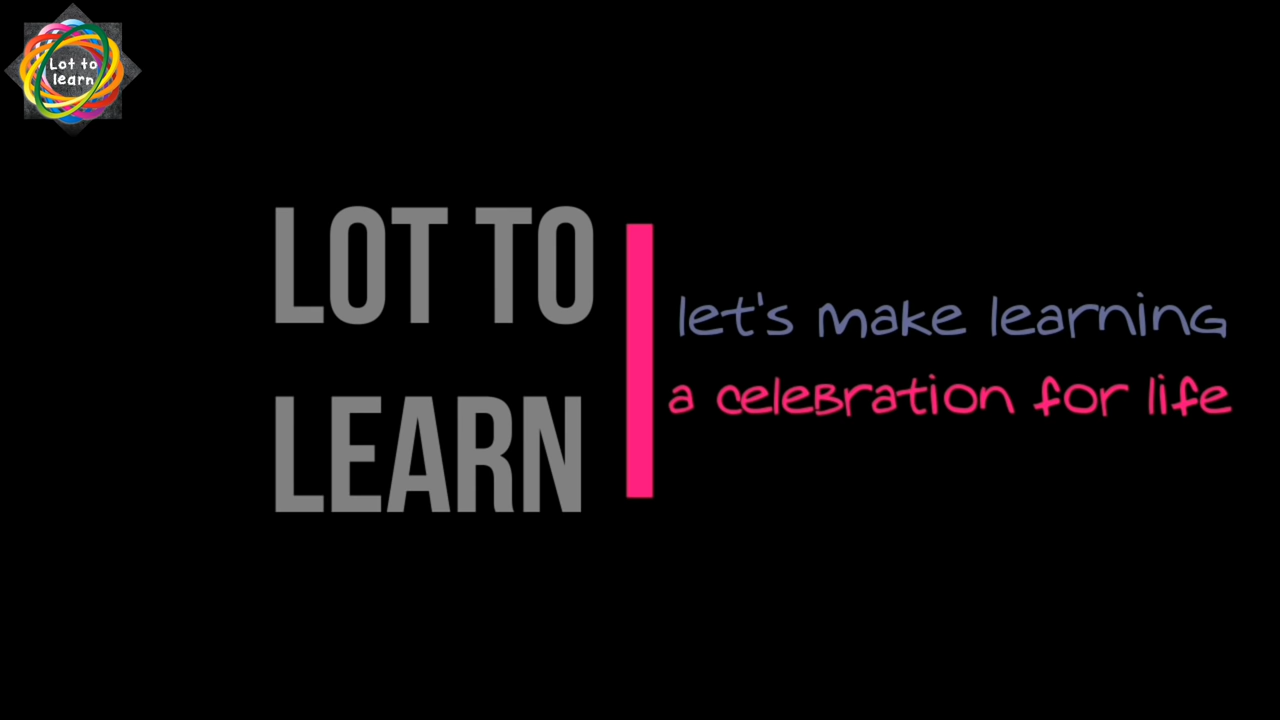 Lot to
learn
LOT TO
LEARN
let's make learning
a celeBration for life